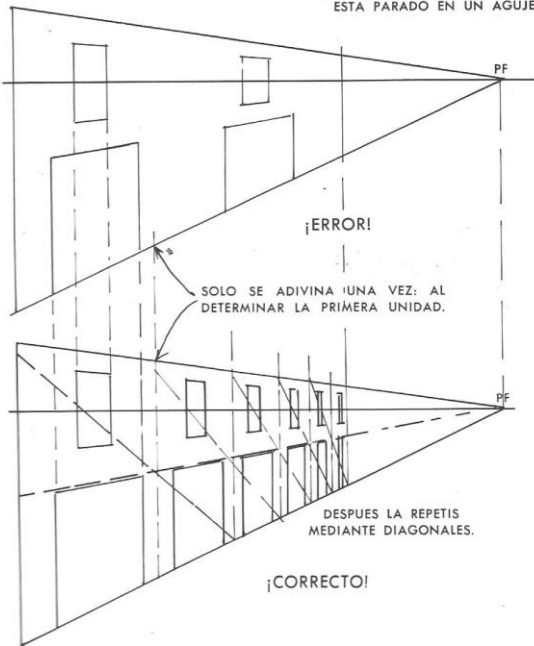 ESTA PARADO EN UN AGUJE
PF
¡ERROR!
SOLO SE ADIVINA UNA VEZ: AL
DETERMINAR LA PRIMERA UNIDAD.
PF
DESPUES LA REPETIS
MEDIANTE DIAGONALES.
¡CORRECTO!